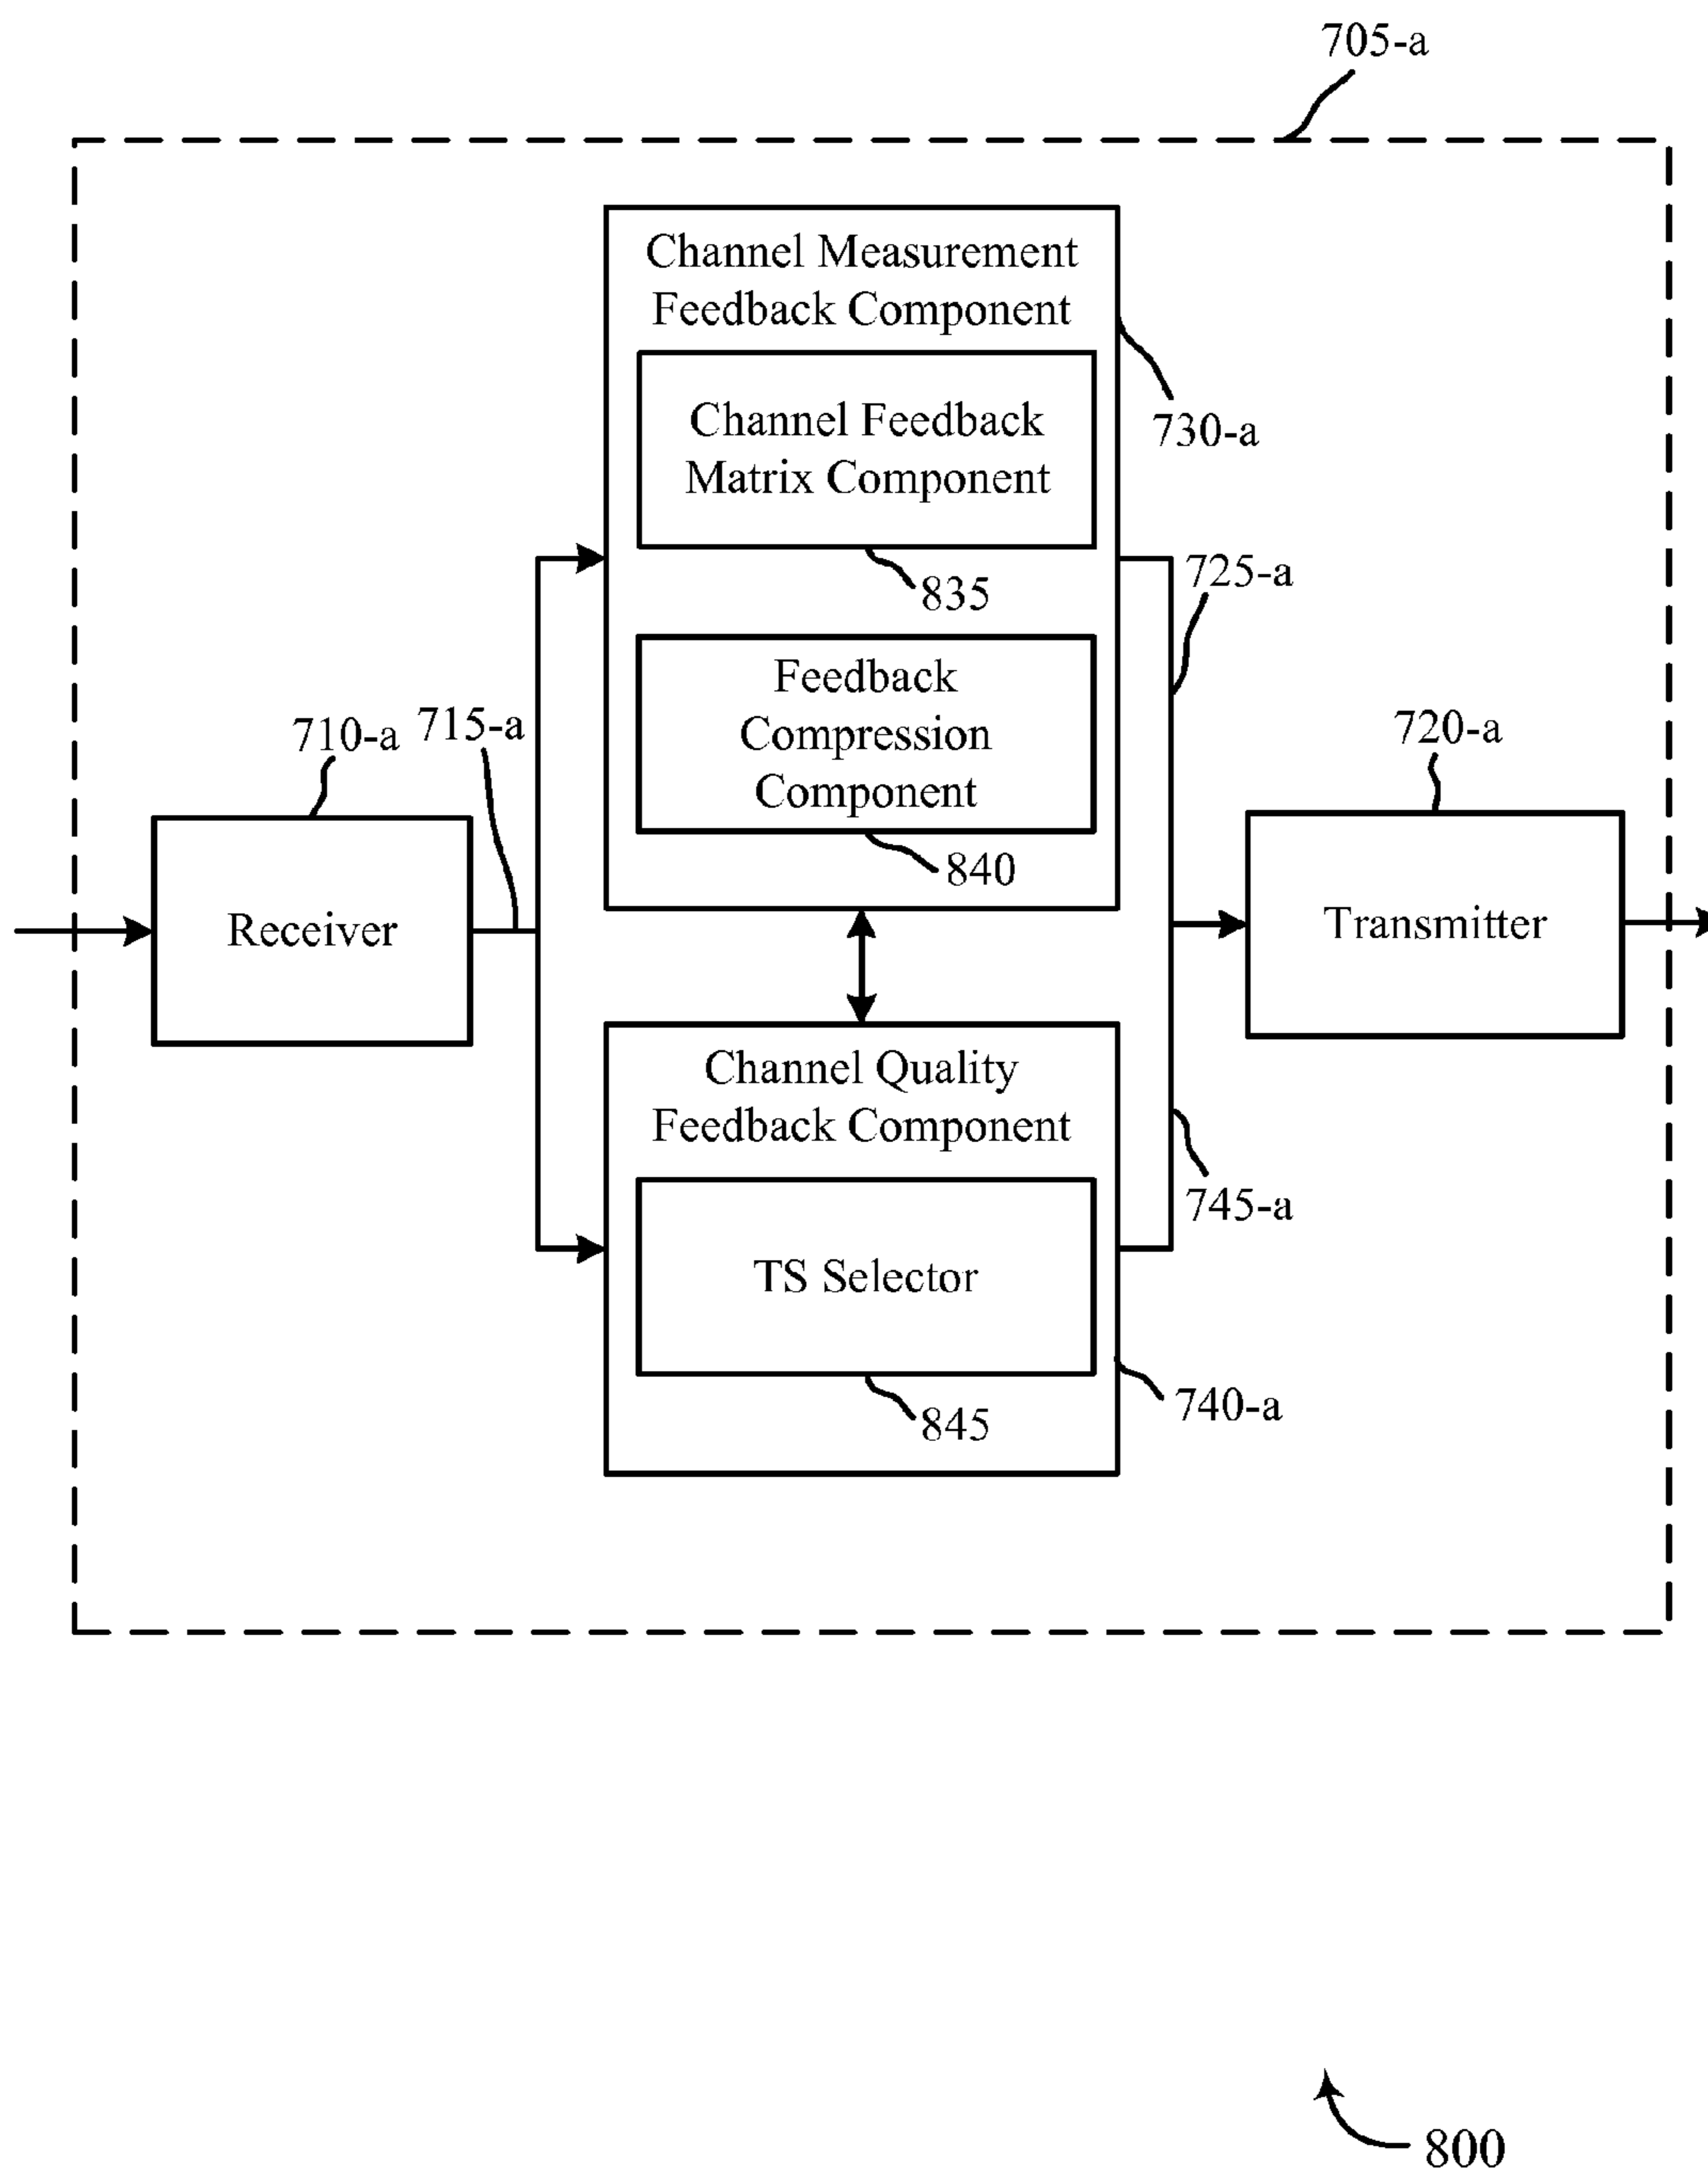 705-a
Channel Measurement
Feedback Component
730-a
Channel Feedback
Matrix Component
835
725-a
Feedback
Compression
Component
840
710-a
715-a
720-a
Receiver
Transmitter
Channel Quality
Feedback Component
745-a
TS Selector
740-a
845
800